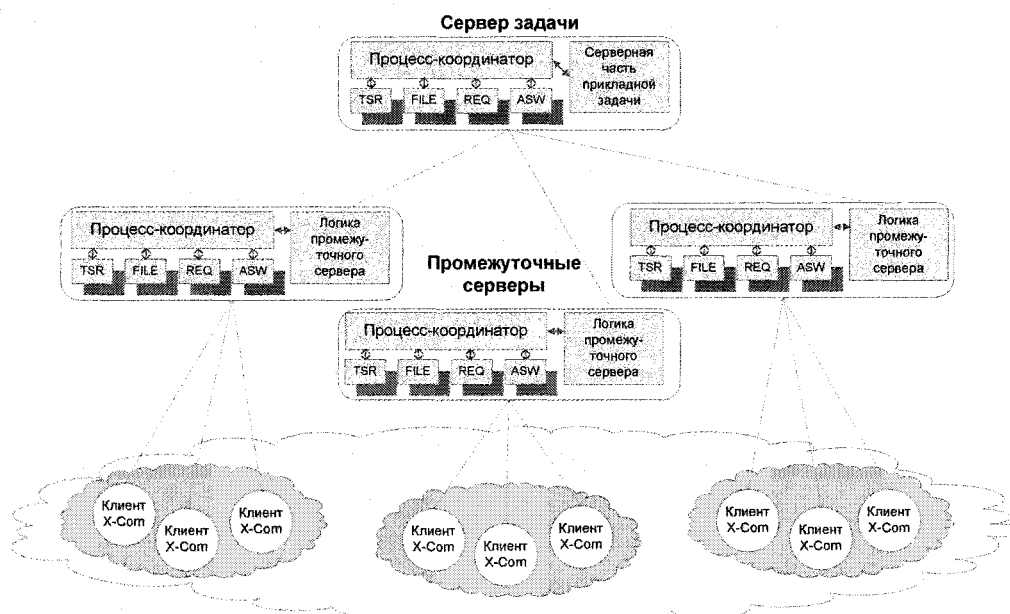 Сервер задачи
Процесс-координатор
Серверная
часть
прикладной
задачи
TSR FILE REQ ASW
Процесс-координатор
Логика
промежу-
точного
сервера
TSR FILE REQ ASW
Процесс-координатор
Логика
промежу-
точного
сервера
TSR FILE REQ ASW
Промежуточные
серверы
Процесс-координатор
Логика
промежу-
точного
сервера
TSR FILE REQ ASW
Клиент
X-Com
Клиент
X-Com
Клиент
X-Com
Клиент
X-Com
Клиент
X-Com
Клиент
X-Com
Клиент
X-Com
Клиент
X-Com
Клиент
X-Com